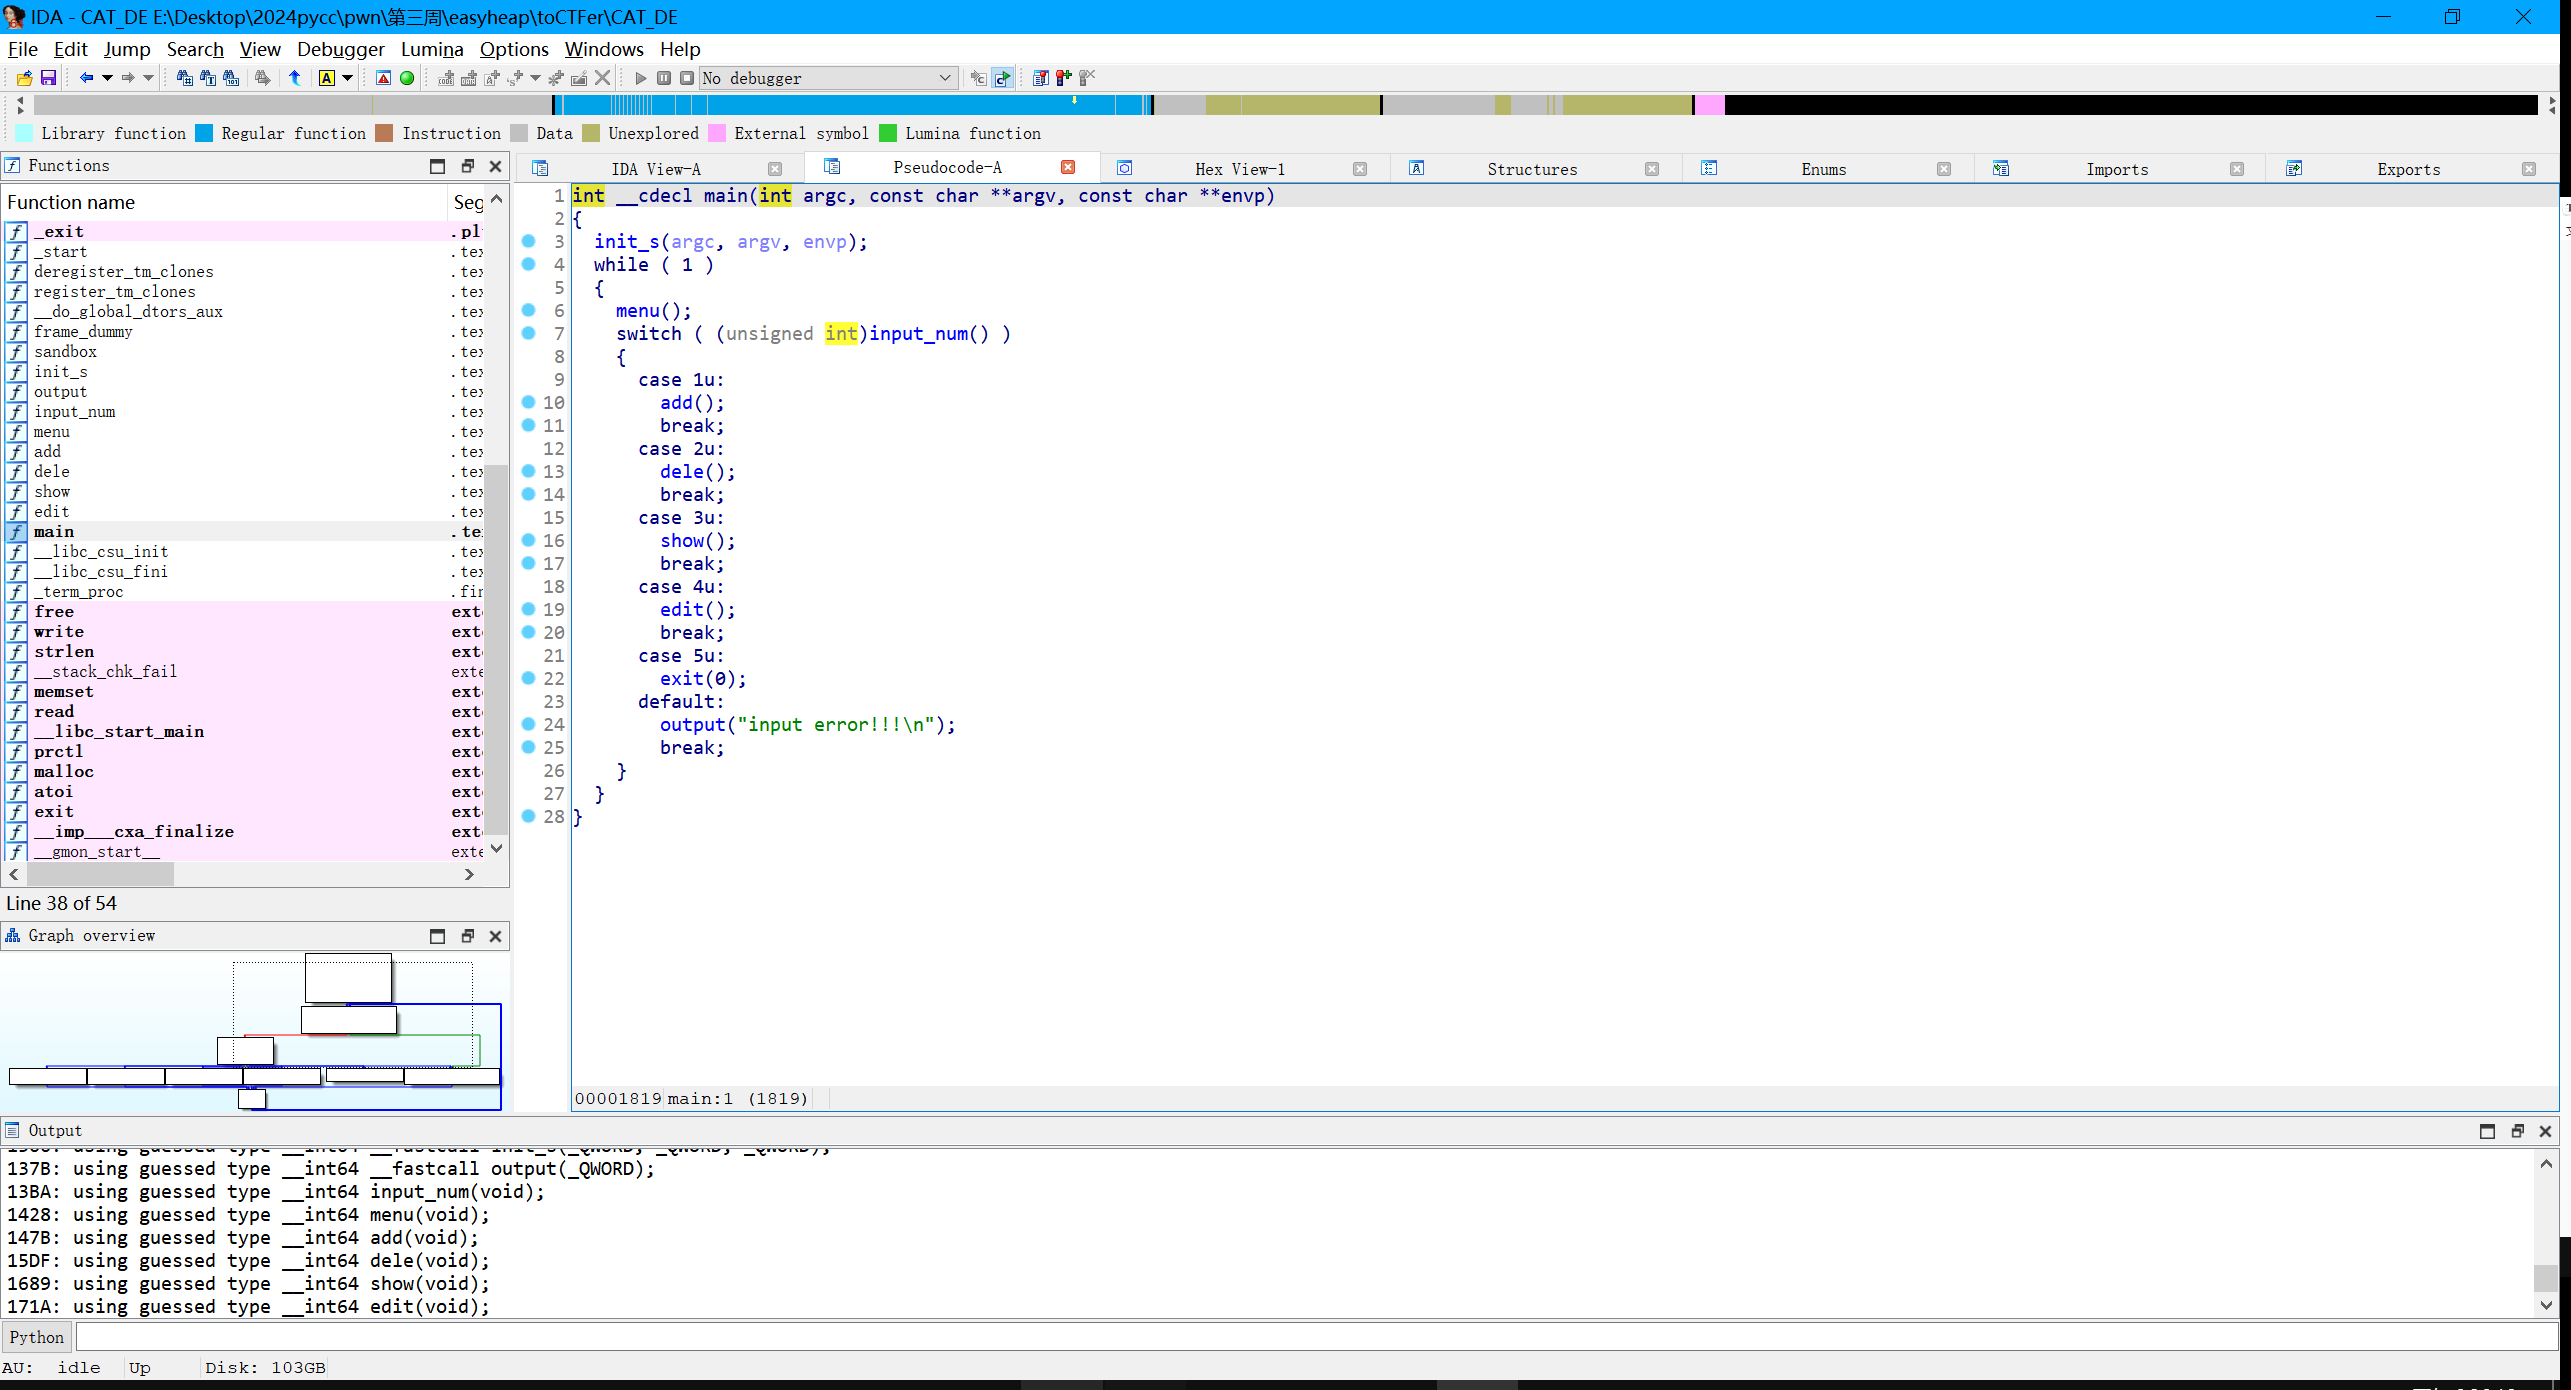 IDA - CAT_DE E:\Desktop\2024pycc\pwn\第三周\easyheap\toCTFer\CAT_DE
File Edit Jump Search View Debugger Lumina Options Windows Help
No debugger
Library function Regular function Instruction Data Unexplored External symbol Lumina function
Functions
Function name Seg
_exit .pl
_start .tex
deregister_tm_clones .tex
register_tm_clones .tex
__do_global_dtors_aux .tex
frame_dummy .tex
sandbox .tex
init_s .tex
output .tex
input_num .tex
menu .tex
add .tex
dele .tex
show .tex
edit .tex
main .te
__libc_csu_init .tex
__libc_csu_fini .tex
_term_proc .fin
free exte
write exte
strlen exte
__stack_chk_fail exte
memset exte
read exte
__libc_start_main exte
prctl exte
malloc exte
atoi exte
exit exte
__imp___cxa_finalize exte
__gmon_start__ exte
Line 38 of 54
Graph overview
IDA View-A Pseudocode-A Hex View-1 Structures Enums Imports Exports
1 int __cdecl main(int argc, const char **argv, const char **envp)
2 {
3 init_s(argc, argv, envp);
4 while ( 1 )
5 {
6 menu();
7 switch ( (unsigned int)input_num() )
8 {
9 case 1u:
10 add();
11 break;
12 case 2u:
13 dele();
14 break;
15 case 3u:
16 show();
17 break;
18 case 4u:
19 edit();
20 break;
21 case 5u:
22 exit(0);
23 default:
24 output("input error!!!\n");
25 break;
26 }
27 }
28 }
00001819 main:1 (1819)
Output
137B: using guessed type __int64 __fastcall output(_QWORD);
13BA: using guessed type __int64 input_num(void);
1428: using guessed type __int64 menu(void);
147B: using guessed type __int64 add(void);
15DF: using guessed type __int64 dele(void);
1689: using guessed type __int64 show(void);
171A: using guessed type __int64 edit(void);
Python
AU: idle Up Disk: 103GB